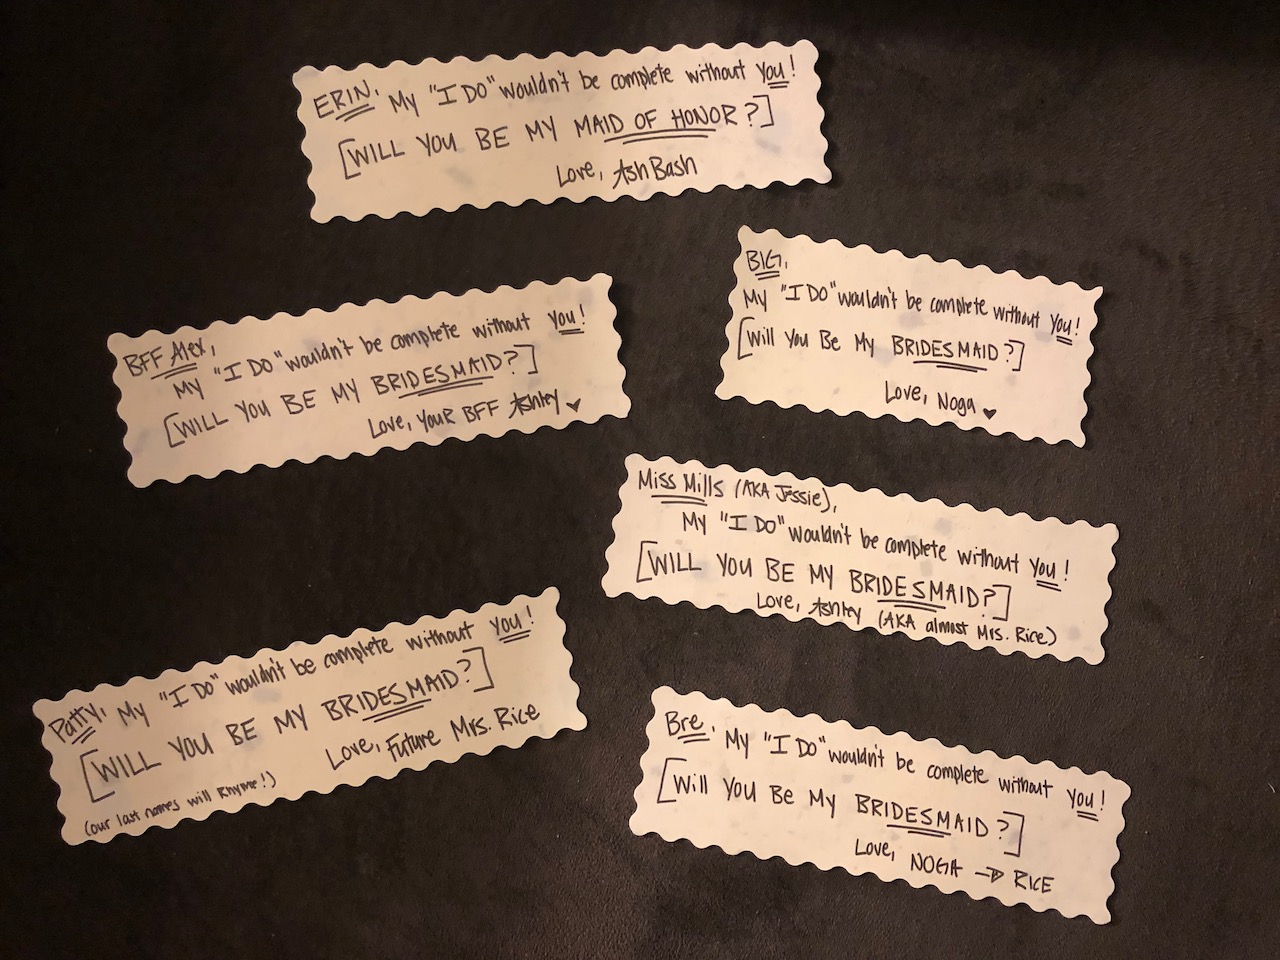 ERIN, My "I DO" wouldn't be complete without you!
[WILL YOU BE MY MAID OF HONOR?]
Love, AshBash
BIG,
My "I DO" wouldn't be complete without you!
[Will You Be My BRIDESMAID?]
Love, Noga ♥
BFF Alex,
My "I DO" wouldn't be complete without you!
[WILL YOU BE MY BRIDESMAID?]
Love, YOUR BFF Ashley ♥
Miss Mills (AKA Jessie),
My "I DO" wouldn't be complete without you!
[WILL YOU BE MY BRIDESMAID?]
Love, Ashley (AKA almost Mrs. Rice)
Patty, My "I DO" wouldn't be complete without you!
[WILL YOU BE MY BRIDESMAID?]
Love, Future Mrs. Rice
(our last names will Rhyme!)
Bre, My "I DO" wouldn't be complete without you!
[Will YOU Be My BRIDESMAID?]
Love, NOGA → RICE